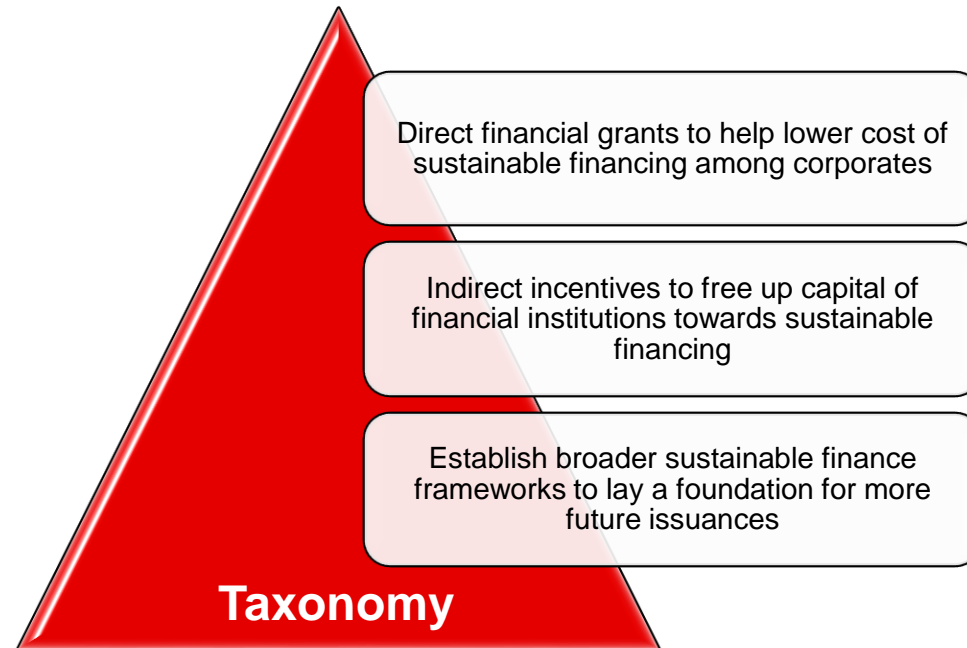 Direct financial grants to help lower cost of
sustainable financing among corporates
Indirect incentives to free up capital of
financial institutions towards sustainable
financing
Establish broader sustainable finance
frameworks to lay a foundation for more
future issuances
Taxonomy